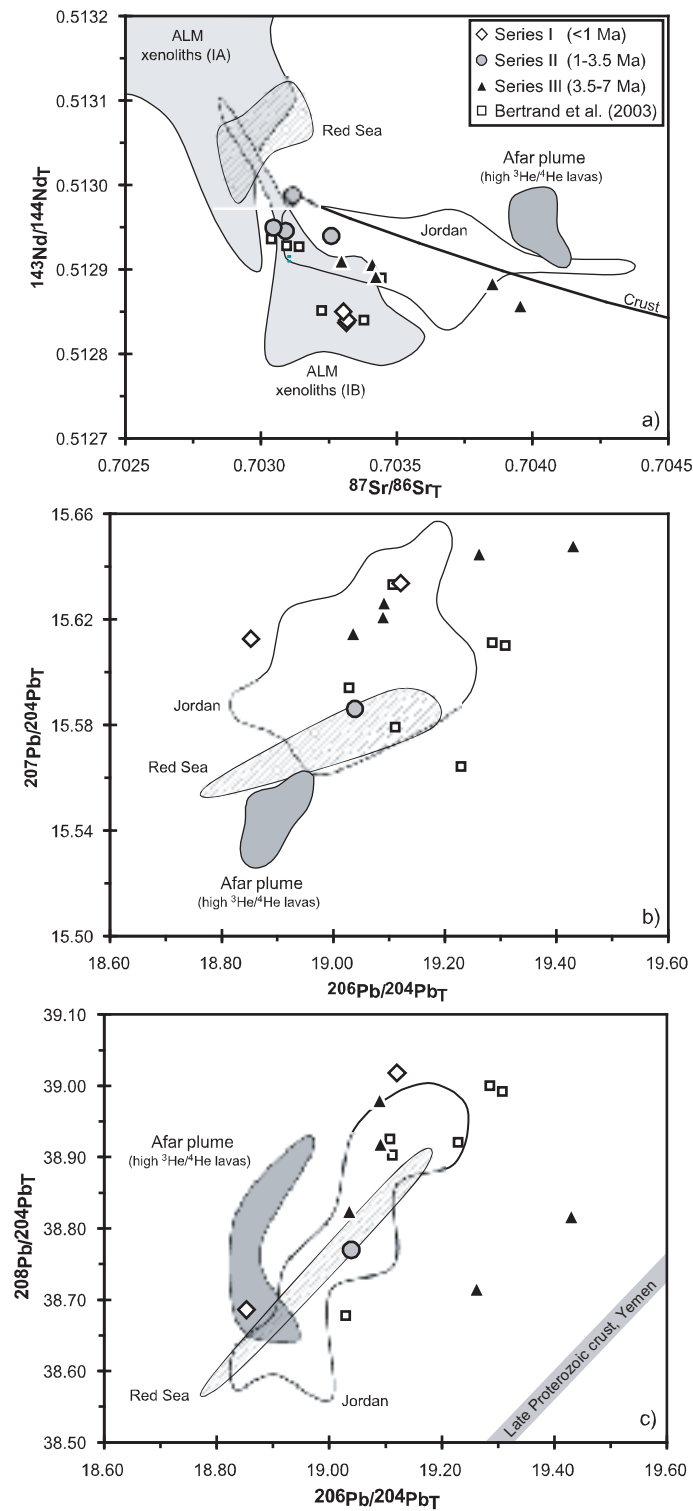 0.5132
0.5131
0.5130
0.5129
0.5128
0.5127
143Nd/144NdT
ALM
xenoliths (IA)
Series I (<1 Ma)
Series II (1-3.5 Ma)
Series III (3.5-7 Ma)
Bertrand et al. (2003)
Red Sea
Afar plume
(high 3He/4He lavas)
Jordan
Crust
ALM
xenoliths (IB)
a)
0.7025
0.7030
0.7035
0.7040
0.7045
87Sr/86SrT
15.66
15.62
15.58
15.54
15.50
207Pb/204PbT
Jordan
Red Sea
Afar plume
(high 3He/4He lavas)
b)
18.60
18.80
19.00
19.20
19.40
19.60
206Pb/204PbT
39.10
39.00
38.90
38.80
38.70
38.60
38.50
208Pb/204PbT
Afar plume
(high 3He/4He lavas)
Red Sea
Jordan
Late Proterozoic crust, Yemen
c)
18.60
18.80
19.00
19.20
19.40
19.60
206Pb/204PbT